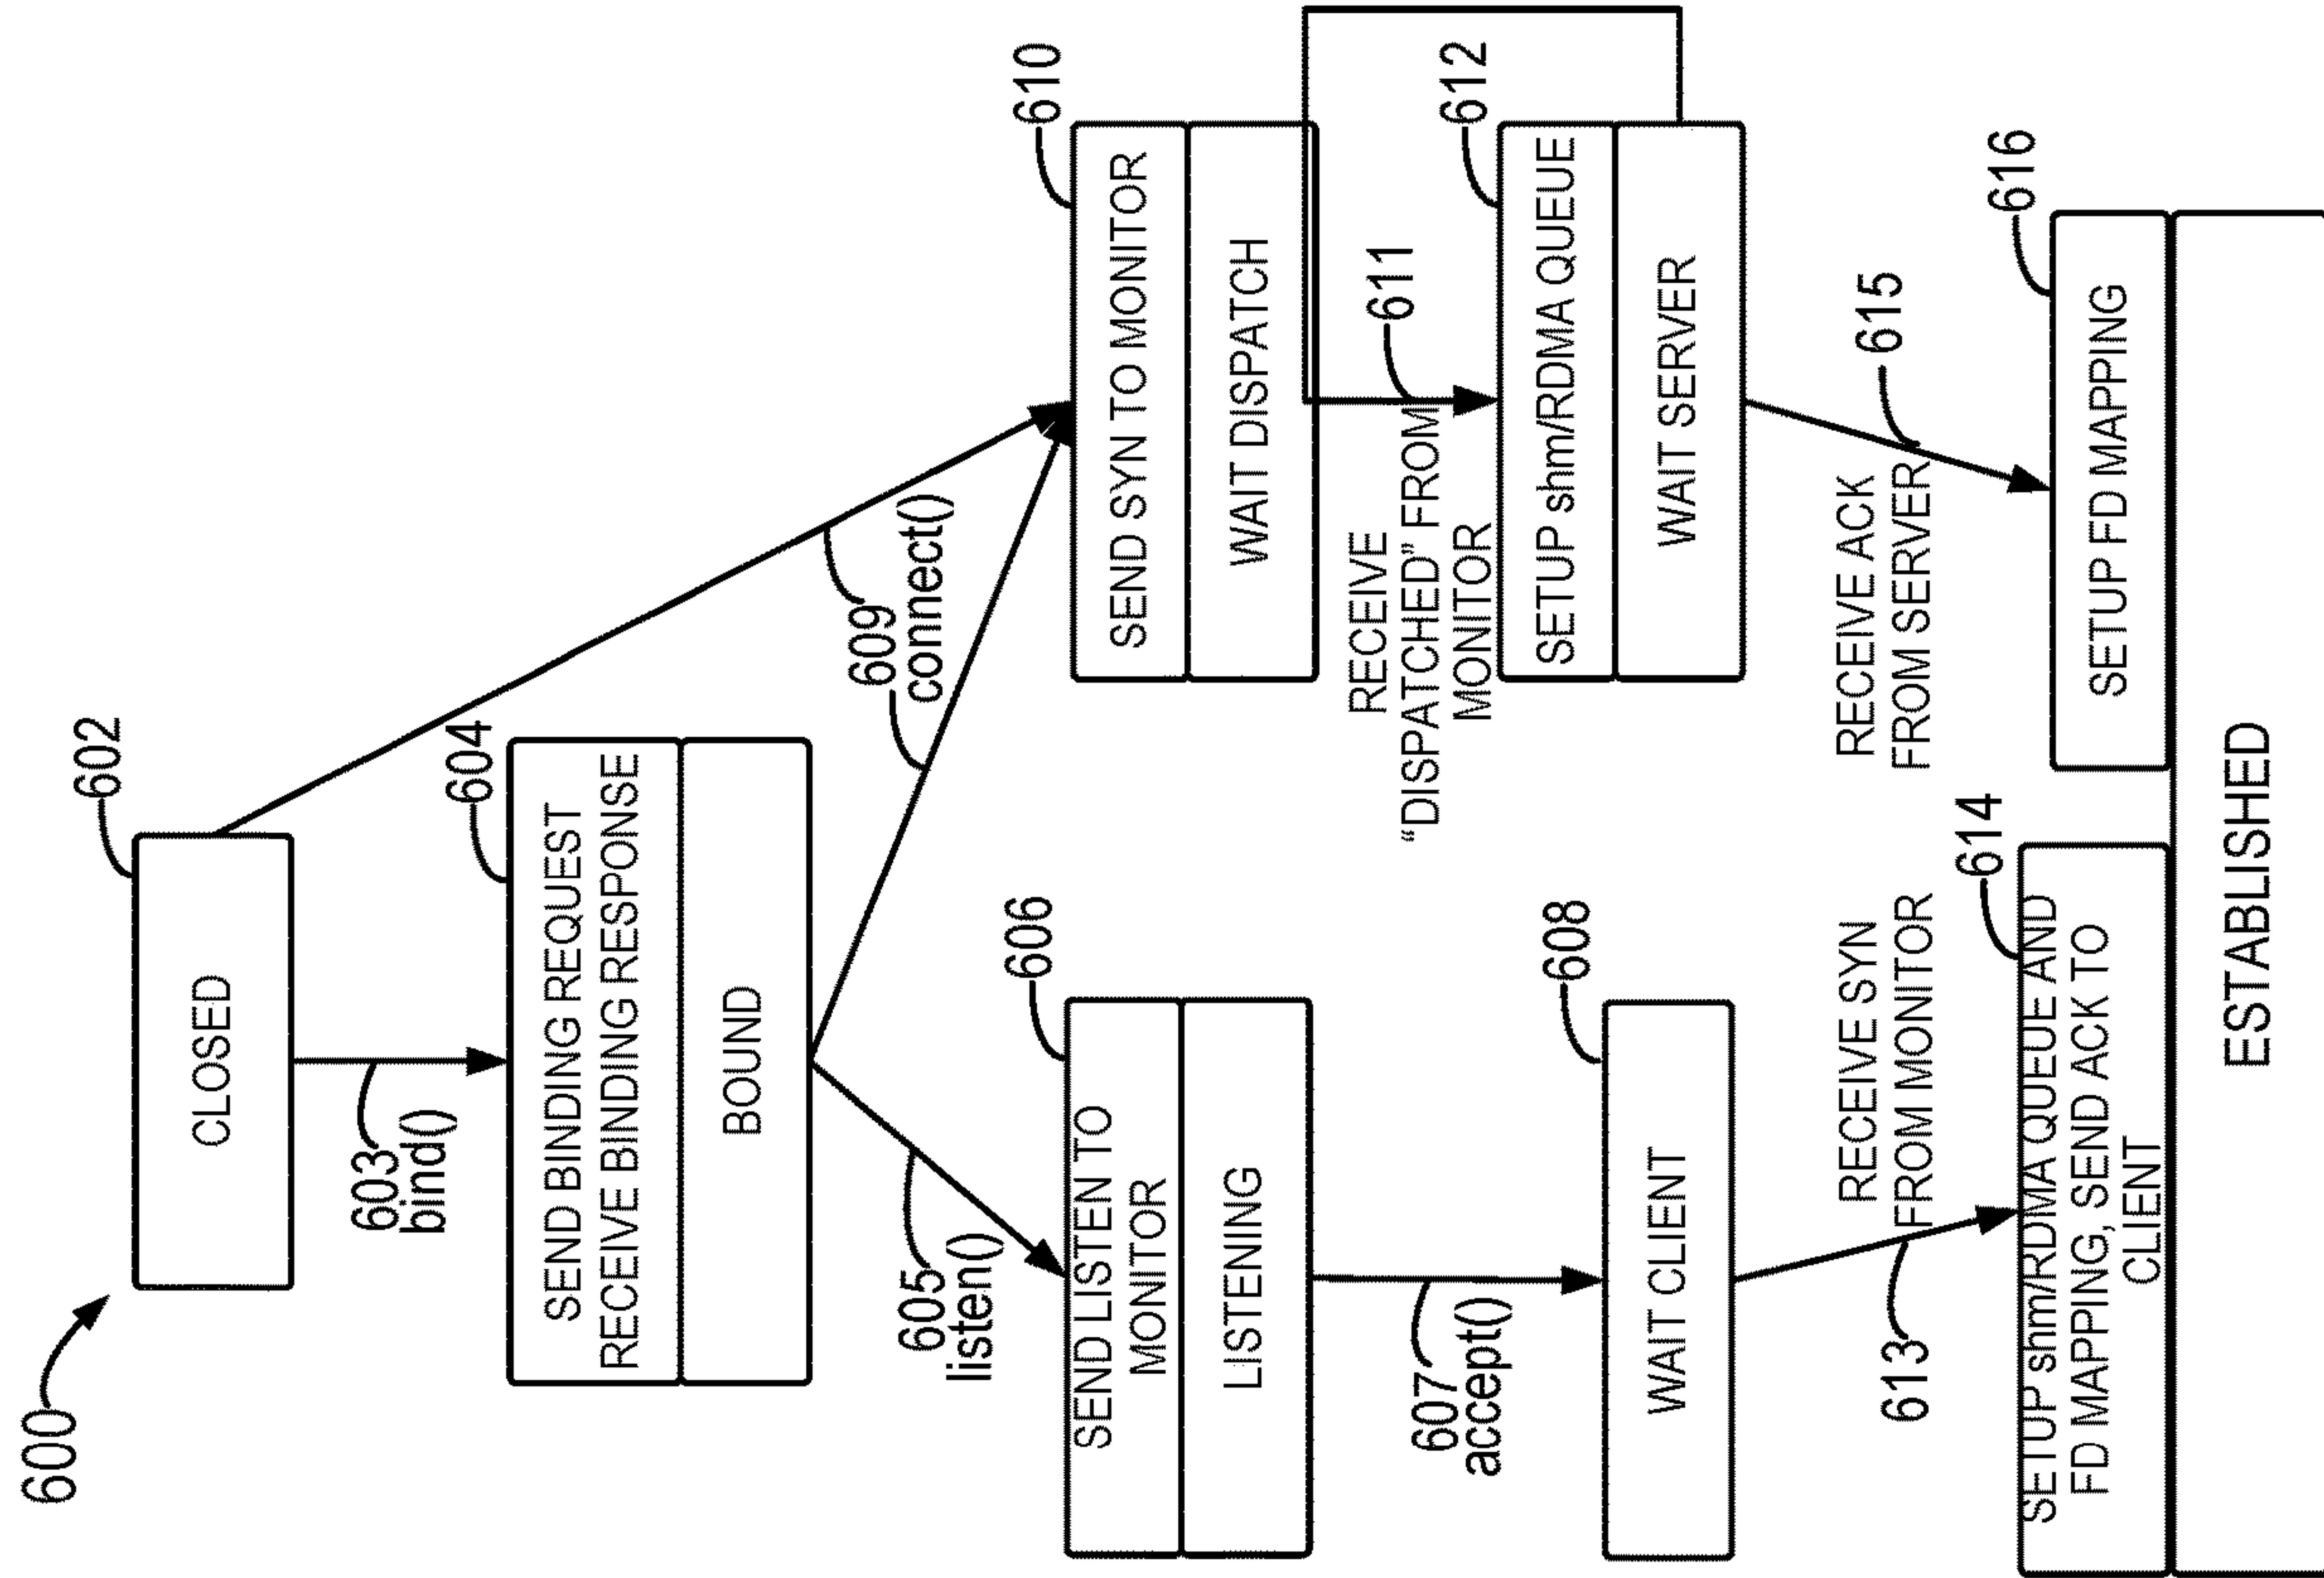 600
602
CLOSED
603
bind()
604
SEND BINDING REQUEST
RECEIVE BINDING RESPONSE
BOUND
605
listen()
609
connect()
606
SEND LISTEN TO
MONITOR
LISTENING
607
accept()
608
WAIT CLIENT
RECEIVE SYN
FROM MONITOR
613
614
SETUP shm/RDMA QUEUE AND
FD MAPPING, SEND ACK TO
CLIENT
610
SEND SYN TO MONITOR
WAIT DISPATCH
611
RECEIVE
“DISPATCHED” FROM
MONITOR
612
SETUP shm/RDMA QUEUE
WAIT SERVER
615
RECEIVE ACK
FROM SERVER
616
SETUP FD MAPPING
ESTABLISHED